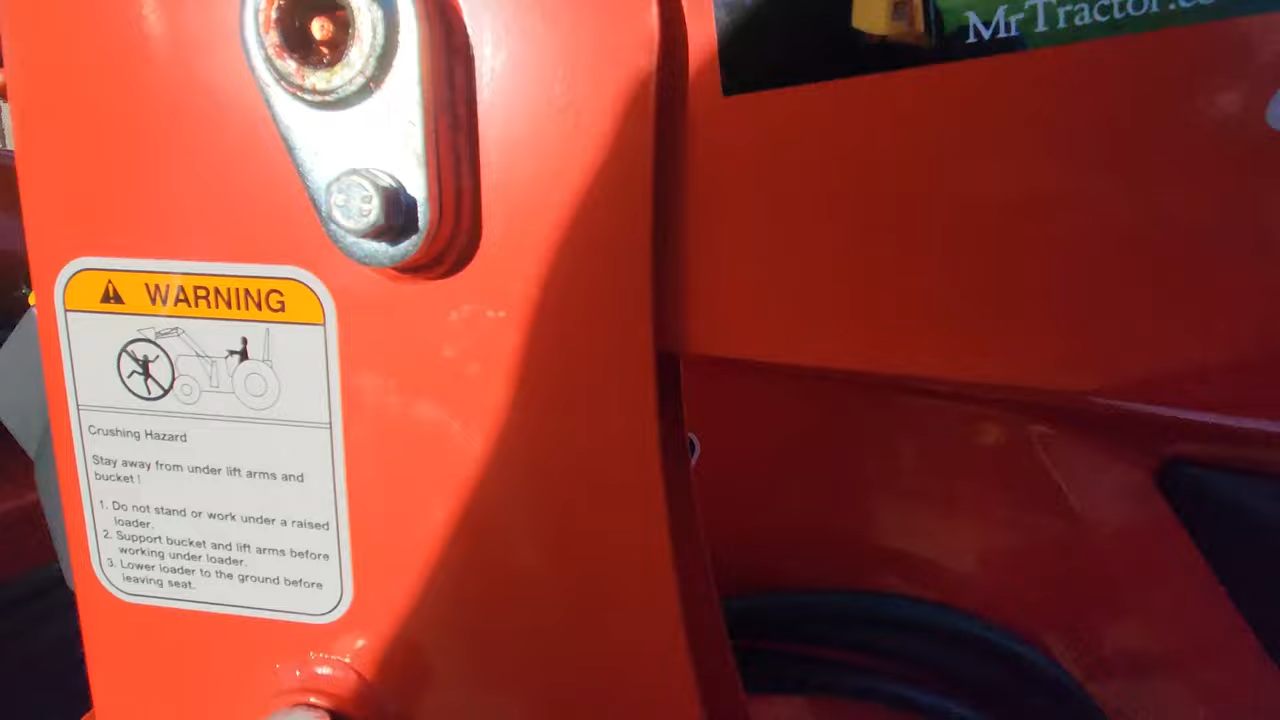 MrTractor.co
WARNING
Crushing Hazard
Stay away from under lift arms and
bucket !
1. Do not stand or work under a raised
loader.
2. Support bucket and lift arms before
working under loader.
3. Lower loader to the ground before
leaving seat.